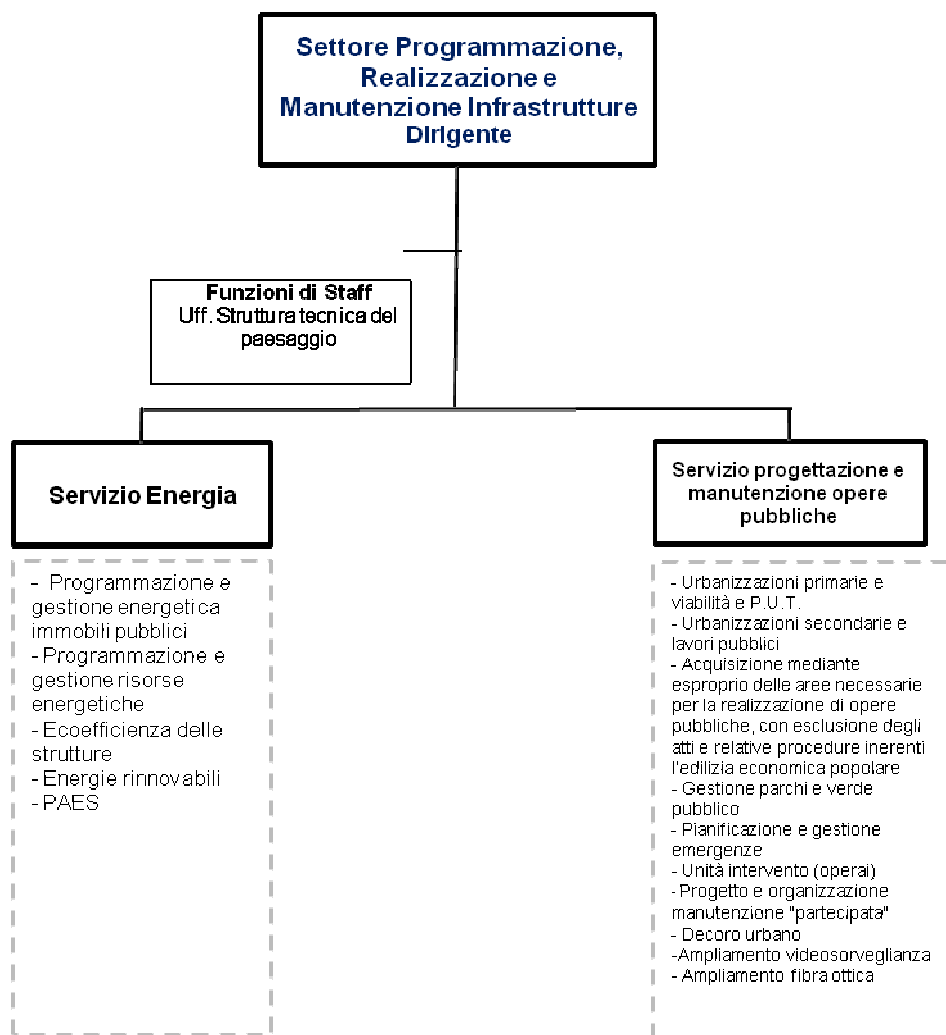 Settore Programmazione,
Realizzazione e
Manutenzione Infrastrutture
Dirigente
Funzioni di Staff
Uff. Struttura tecnica del
paesaggio
Servizio Energia
- Programmazione e
gestione energetica
immobili pubblici
- Programmazione e
gestione risorse
energetiche
- Ecoefficienza delle
strutture
- Energie rinnovabili
- PAES
Servizio progettazione e
manutenzione opere
pubbliche
- Urbanizzazioni primarie e
viabilità e P.U.T.
- Urbanizzazioni secondarie e
lavori pubblici
- Acquisizione mediante
esproprio delle aree necessarie
per la realizzazione di opere
pubbliche, con esclusione degli
atti e relative procedure inerenti
l'edilizia economica popolare
- Gestione parchi e verde
pubblico
- Pianificazione e gestione
emergenze
- Unità intervento (operai)
- Progetto e organizzazione
manutenzione "partecipata"
- Decoro urbano
-Ampliamento videosorveglianza
- Ampliamento fibra ottica